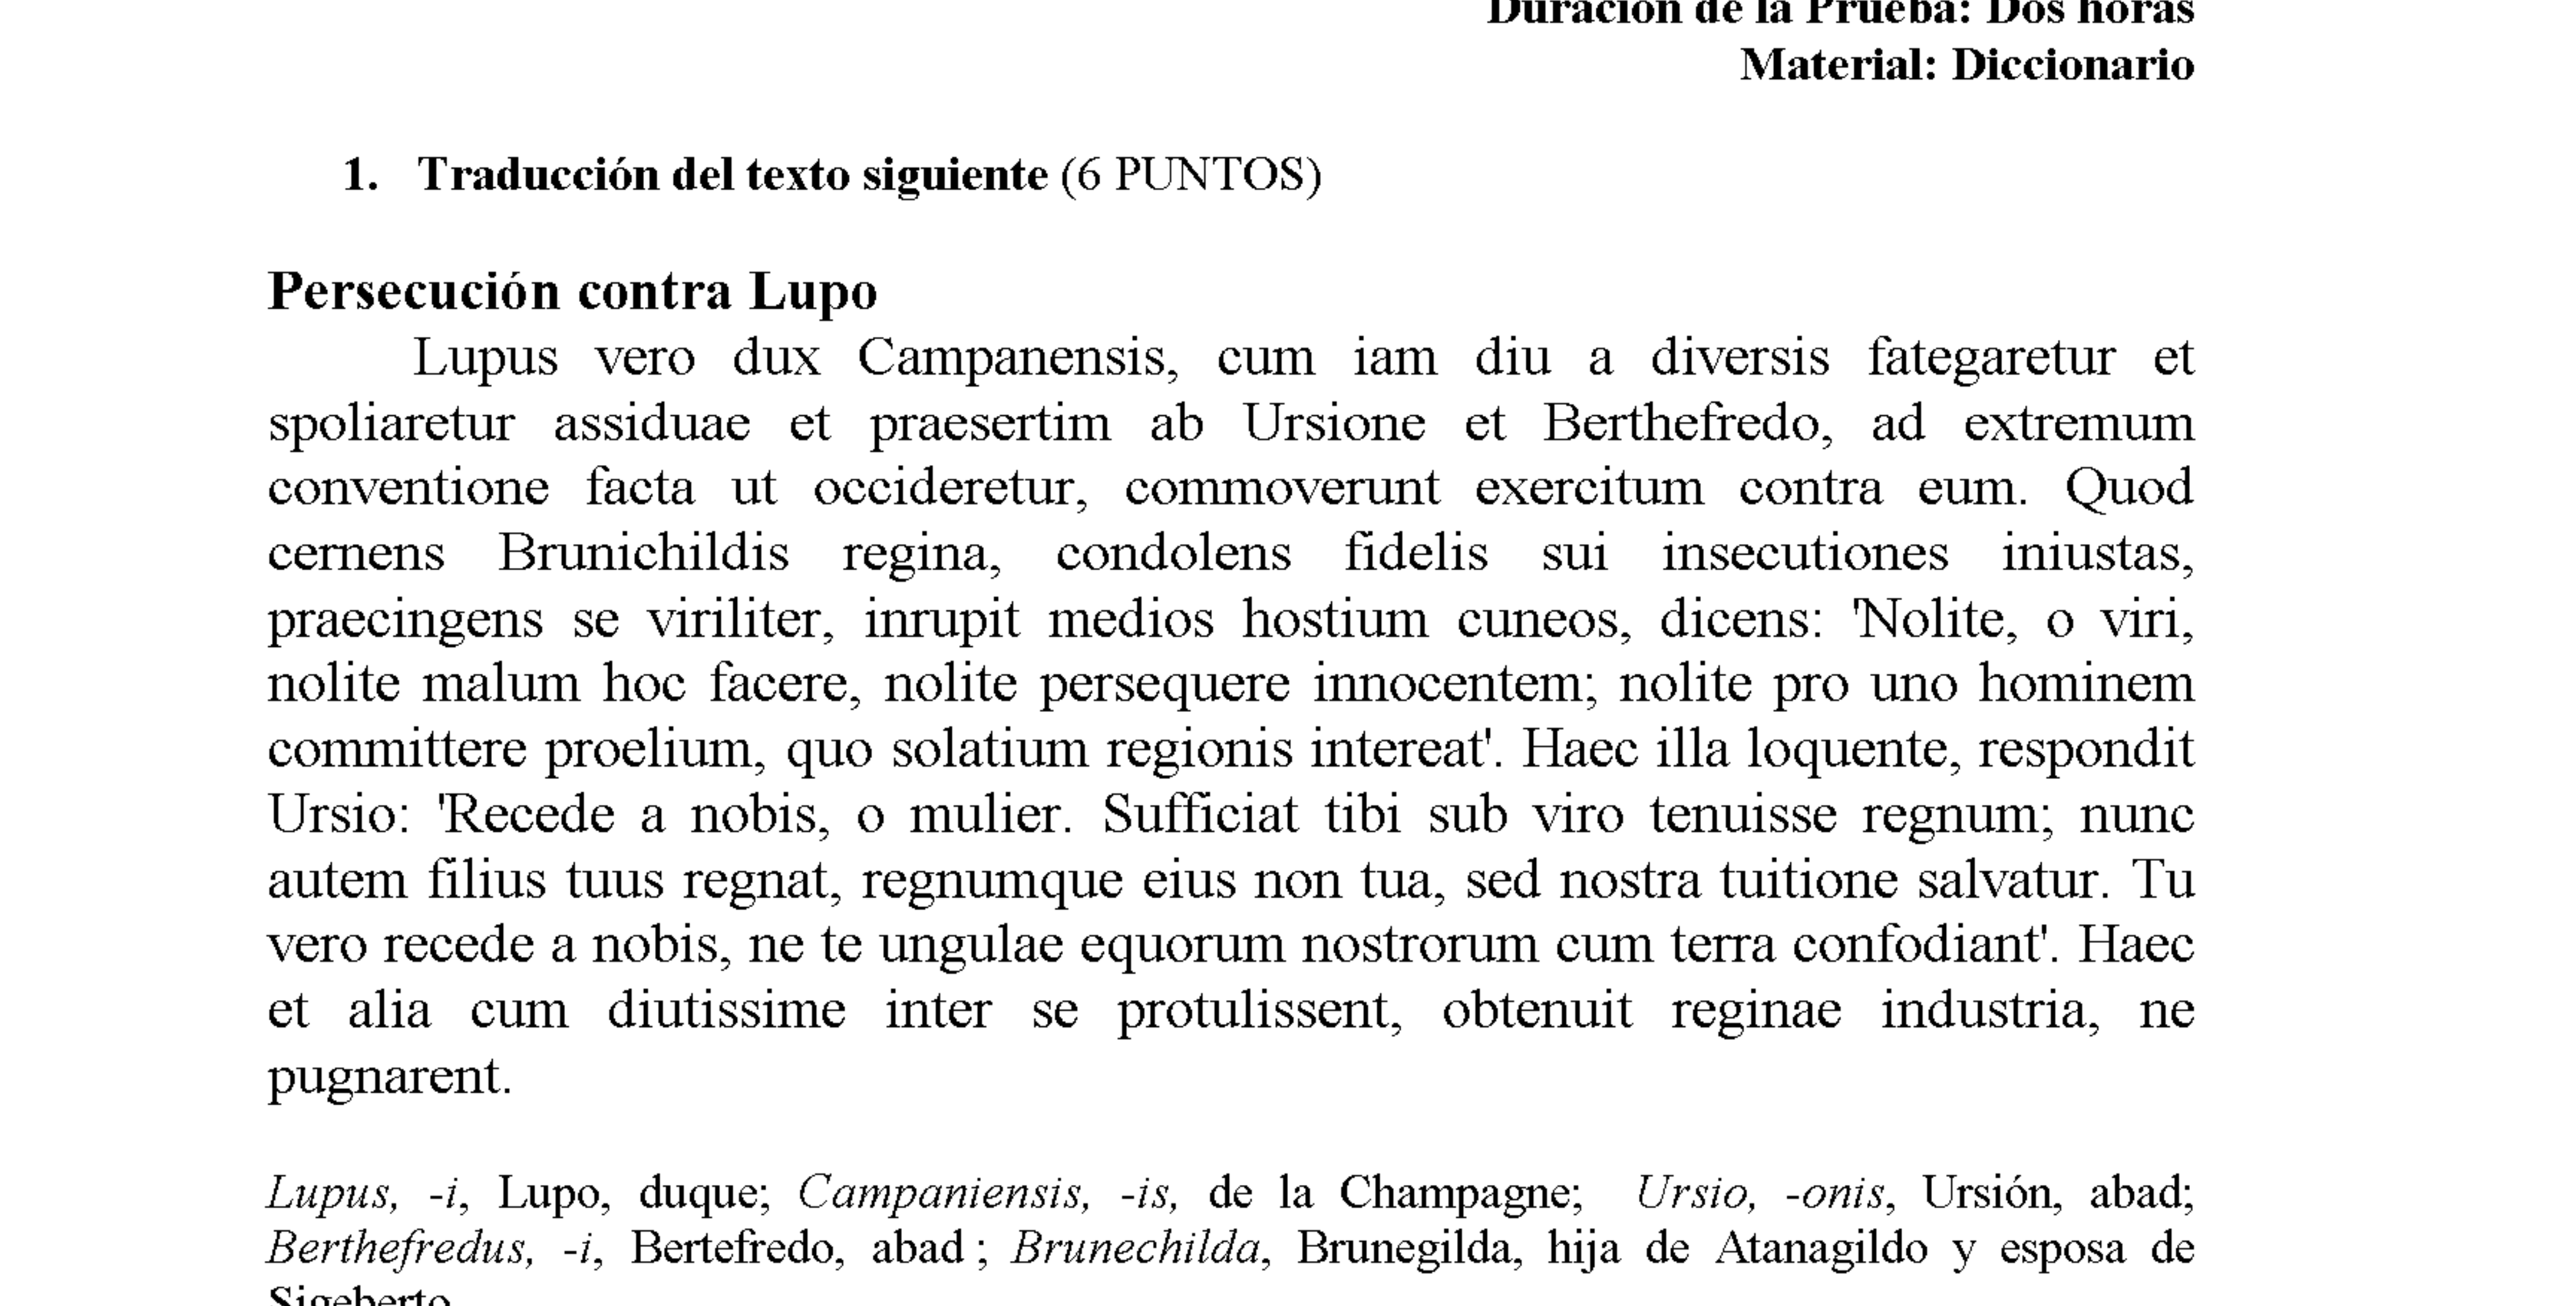 Duración de la Prueba: Dos horas
Material: Diccionario
1. Traducción del texto siguiente (6 PUNTOS)
Persecución contra Lupo
Lupus vero dux Campanensis, cum iam diu a diversis fategaretur et
spoliaretur assiduae et praesertim ab Ursione et Berthefredo, ad extremum
conventione facta ut occideretur, commoverunt exercitum contra eum. Quod
cernens Brunichildis regina, condolens fidelis sui insecutiones iniustas,
praecingens se viriliter, inrupit medios hostium cuneos, dicens: 'Nolite, o viri,
nolite malum hoc facere, nolite persequere innocentem; nolite pro uno hominem
committere proelium, quo solatium regionis intereat'. Haec illa loquente, respondit
Ursio: 'Recede a nobis, o mulier. Sufficiat tibi sub viro tenuisse regnum; nunc
autem filius tuus regnat, regnumque eius non tua, sed nostra tuitione salvatur. Tu
vero recede a nobis, ne te ungulae equorum nostrorum cum terra confodiant'. Haec
et alia cum diutissime inter se protulissent, obtenuit reginae industria, ne
pugnarent.
Lupus, -i, Lupo, duque; Campaniensis, -is, de la Champagne; Ursio, -onis, Ursión, abad;
Berthefredus, -i, Bertefredo, abad ; Brunechilda, Brunegilda, hija de Atanagildo y esposa de
Sigeberto